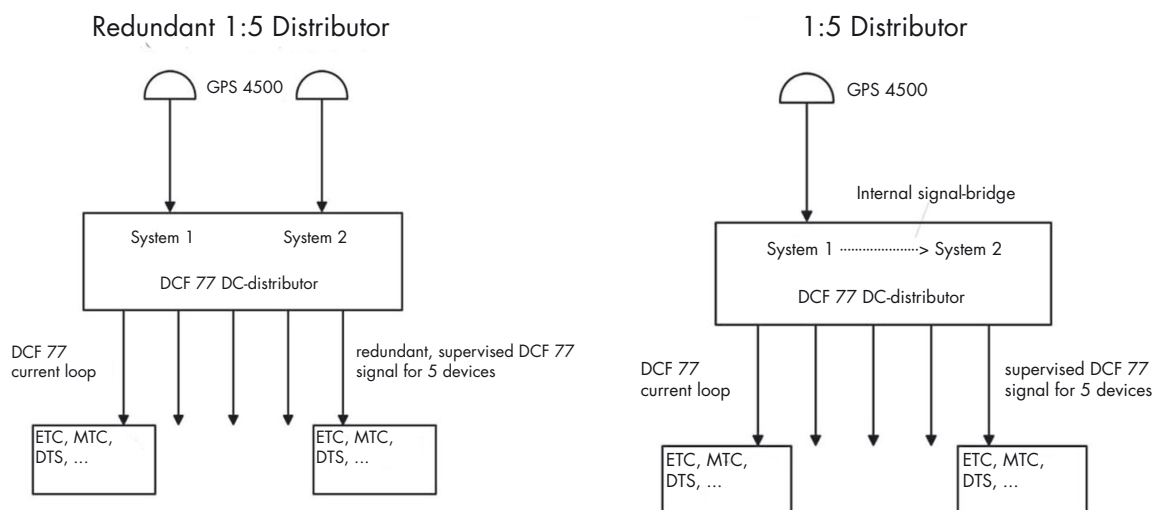 Redundant 1:5 Distributor
GPS 4500
System 1
System 2
DCF 77 DC-distributor
DCF 77
current loop
redundant, supervised DCF 77
signal for 5 devices
ETC, MTC,
DTS, ...
ETC, MTC,
DTS, ...
1:5 Distributor
GPS 4500
Internal signal-bridge
System 1 ····················> System 2
DCF 77 DC-distributor
DCF 77
current loop
supervised DCF 77
signal for 5 devices
ETC, MTC,
DTS, ...
ETC, MTC,
DTS, ...